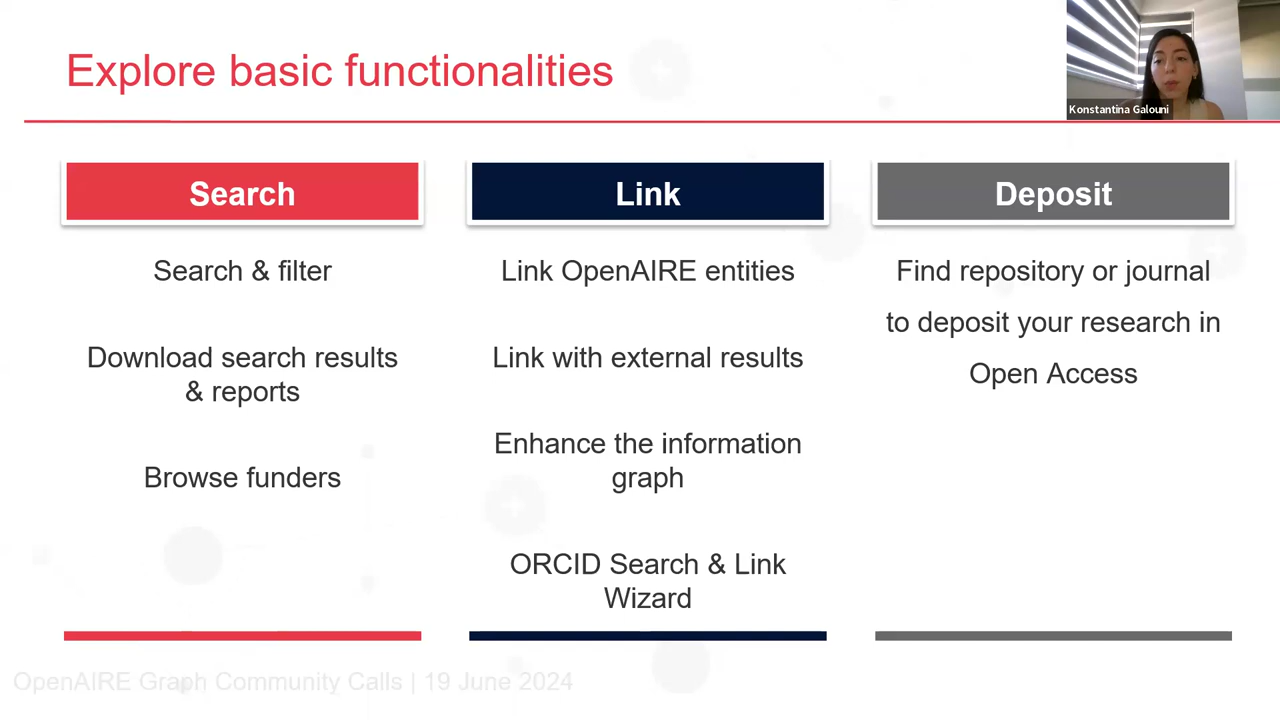 Explore basic functionalities
Konstantina Galouni
Search
Search & filter
Download search results
& reports
Browse funders
Link
Link OpenAIRE entities
Link with external results
Enhance the information
graph
ORCID Search & Link
Wizard
Deposit
Find repository or journal
to deposit your research in
Open Access
OpenAIRE Graph Community Calls | 19 June 2024